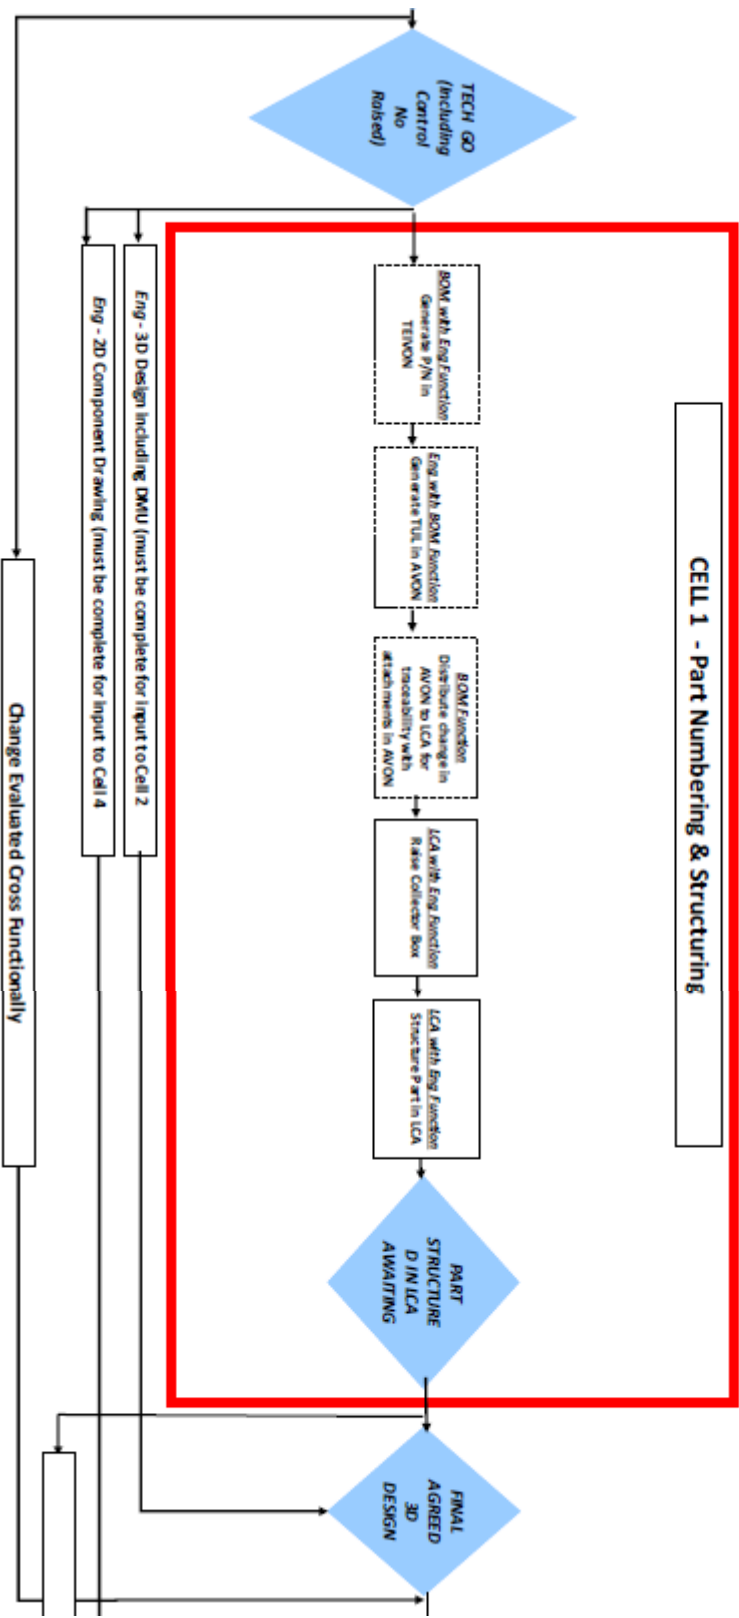 CELL 1 - Part Numbering & Structuring
TECH GO
(Including
Control
No
Raised)
BOM with Eng Function
Generate P/N in
TEIVON
Eng with BOM Function
Generate TUL in AVON
BOM Function
Distribute change in
AVON to LCA for
traceability with
attachments in AVON
LCA with Eng Function
Raise Collector Box
LCA with Eng Function
Structure Part in LCA
PART
STRUCTURE
D IN LCA
AWAITING
FINAL
AGREED
3D
DESIGN
Eng - 3D Design including DMU (must be complete for input to Cell 2
Eng - 2D Component Drawing (must be complete for input to Cell 4
Change Evaluated Cross Functionally